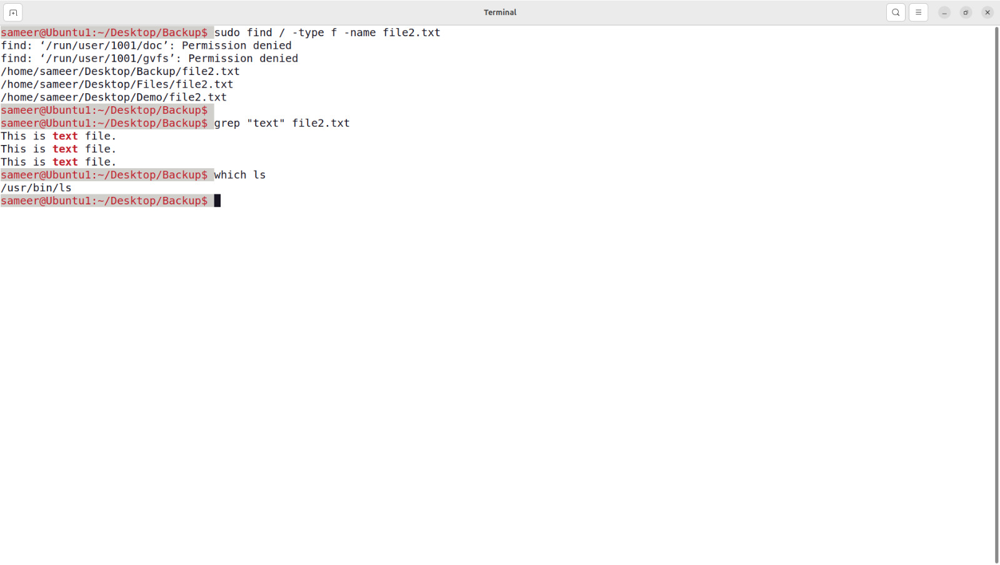 Terminal
sameer@Ubuntu1:~/Desktop/Backup$ sudo find / -type f -name file2.txt
find: ‘/run/user/1001/doc’: Permission denied
find: ‘/run/user/1001/gvfs’: Permission denied
/home/sameer/Desktop/Backup/file2.txt
/home/sameer/Desktop/Files/file2.txt
/home/sameer/Desktop/Demo/file2.txt
sameer@Ubuntu1:~/Desktop/Backup$
sameer@Ubuntu1:~/Desktop/Backup$ grep "text" file2.txt
This is text file.
This is text file.
This is text file.
sameer@Ubuntu1:~/Desktop/Backup$ which ls
/usr/bin/ls
sameer@Ubuntu1:~/Desktop/Backup$